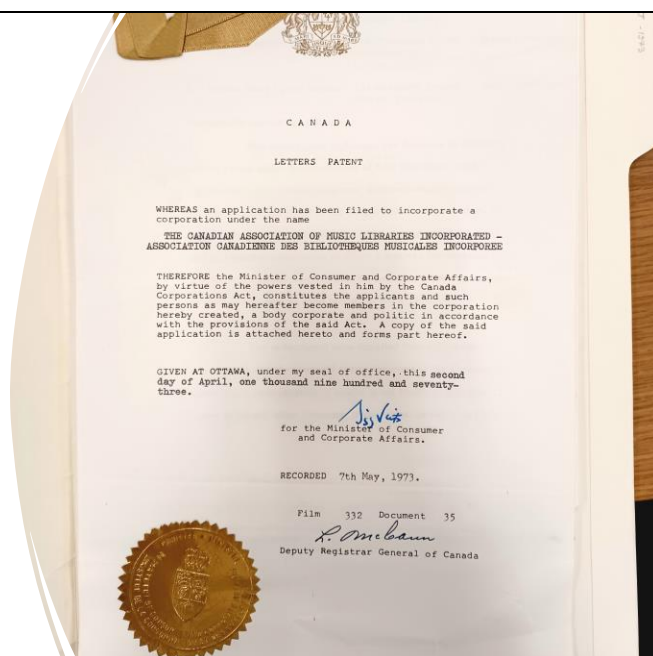 CANADA
LETTERS PATENT
WHEREAS an application has been filed to incorporate a
corporation under the name
THE CANADIAN ASSOCIATION OF MUSIC LIBRARIES INCORPORATED -
ASSOCIATION CANADIENNE DES BIBLIOTHEQUES MUSICALES INCORPOREE
THEREFORE the Minister of Consumer and Corporate Affairs,
by virtue of the powers vested in him by the Canada
Corporations Act, constitutes the applicants and such
persons as may hereafter become members in the corporation
hereby created, a body corporate and politic in accordance
with the provisions of the said Act. A copy of the said
application is attached hereto and forms part hereof.
GIVEN AT OTTAWA, under my seal of office, this second
day of April, one thousand nine hundred and seventy-
three.
for the Minister of Consumer
and Corporate Affairs.
RECORDED 7th May, 1973.
Film 332 Document 35
Deputy Registrar General of Canada